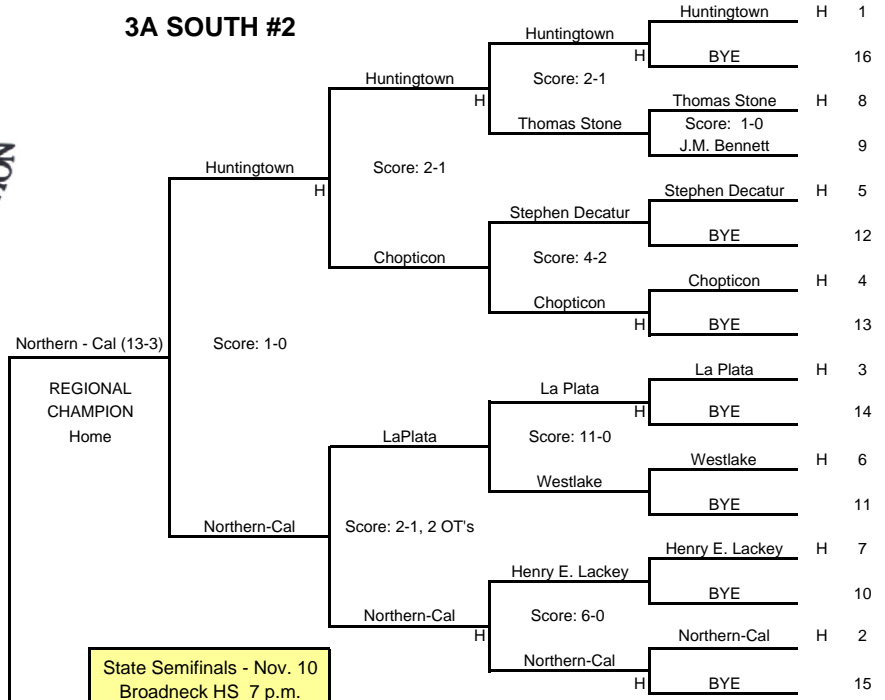 3A SOUTH #2
Huntingtown H 1
Huntingtown
H BYE 16
Huntingtown Score: 2-1
H Thomas Stone H 8
Thomas Stone Score: 1-0
J.M. Bennett 9
Huntingtown Score: 2-1
H Stephen Decatur H 5
Stephen Decatur
BYE 12
Chopticon Score: 4-2
Chopticon H 4
Chopticon
H BYE 13
Northern - Cal (13-3) Score: 1-0
La Plata H 3
REGIONAL La Plata
CHAMPION H BYE 14
Home LaPlata Score: 11-0
Westlake H 6
Westlake
BYE 11
Northern-Cal Score: 2-1, 2 OT's
Henry E. Lackey H 7
Henry E. Lackey
BYE 10
Northern-Cal Score: 6-0
H Northern-Cal H 2
Northern-Cal
State Semifinals - Nov. 10
H BYE 15
Broadneck HS 7 p.m.